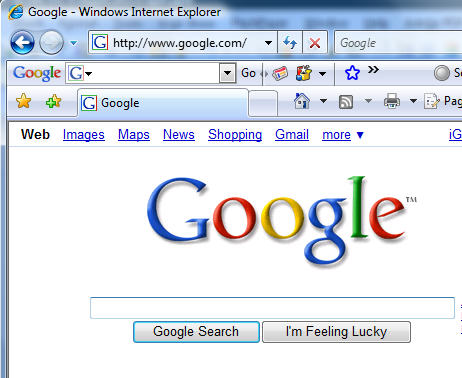 Google - Windows Internet Explorer
http://www.google.com/ Google
Google G Go
Google
Web Images Maps News Shopping Gmail more ▼
Google™
Google Search I'm Feeling Lucky